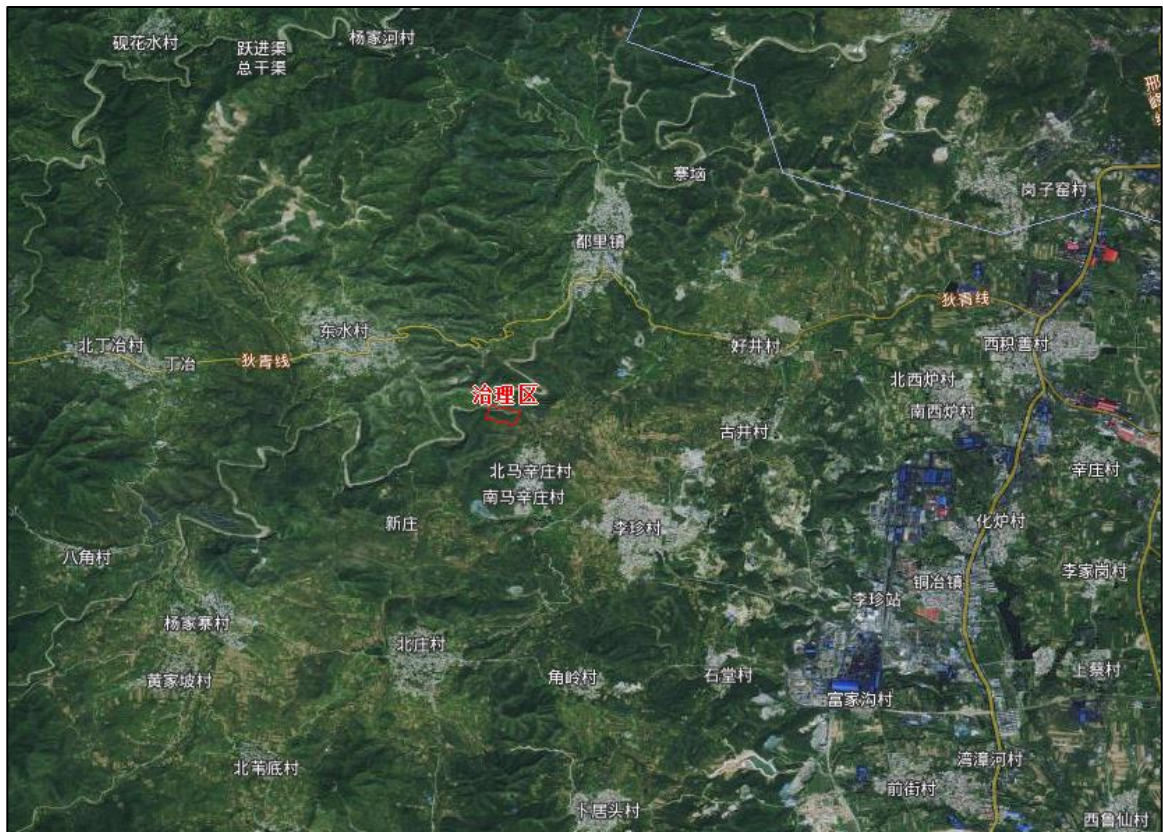 砚花水村
跃进渠
总干渠
杨家河村
邢峰线
寨垴
岗子窑村
都里镇
狄青线
东水村
北丁冶村
丁冶
狄青线
好井村
西积善村
治理区
北西炉村
南西炉村
古井村
北马辛庄村
南马辛庄村
辛庄村
新庄
李珍村
化炉村
八角村
铜冶镇
李珍站
李家岗村
杨家寨村
北庄村
黄家坡村
角岭村
石堂村
富家沟村
上蔡村
北苇底村
湾漳河村
前街村
卜居头村
西鲁仙村